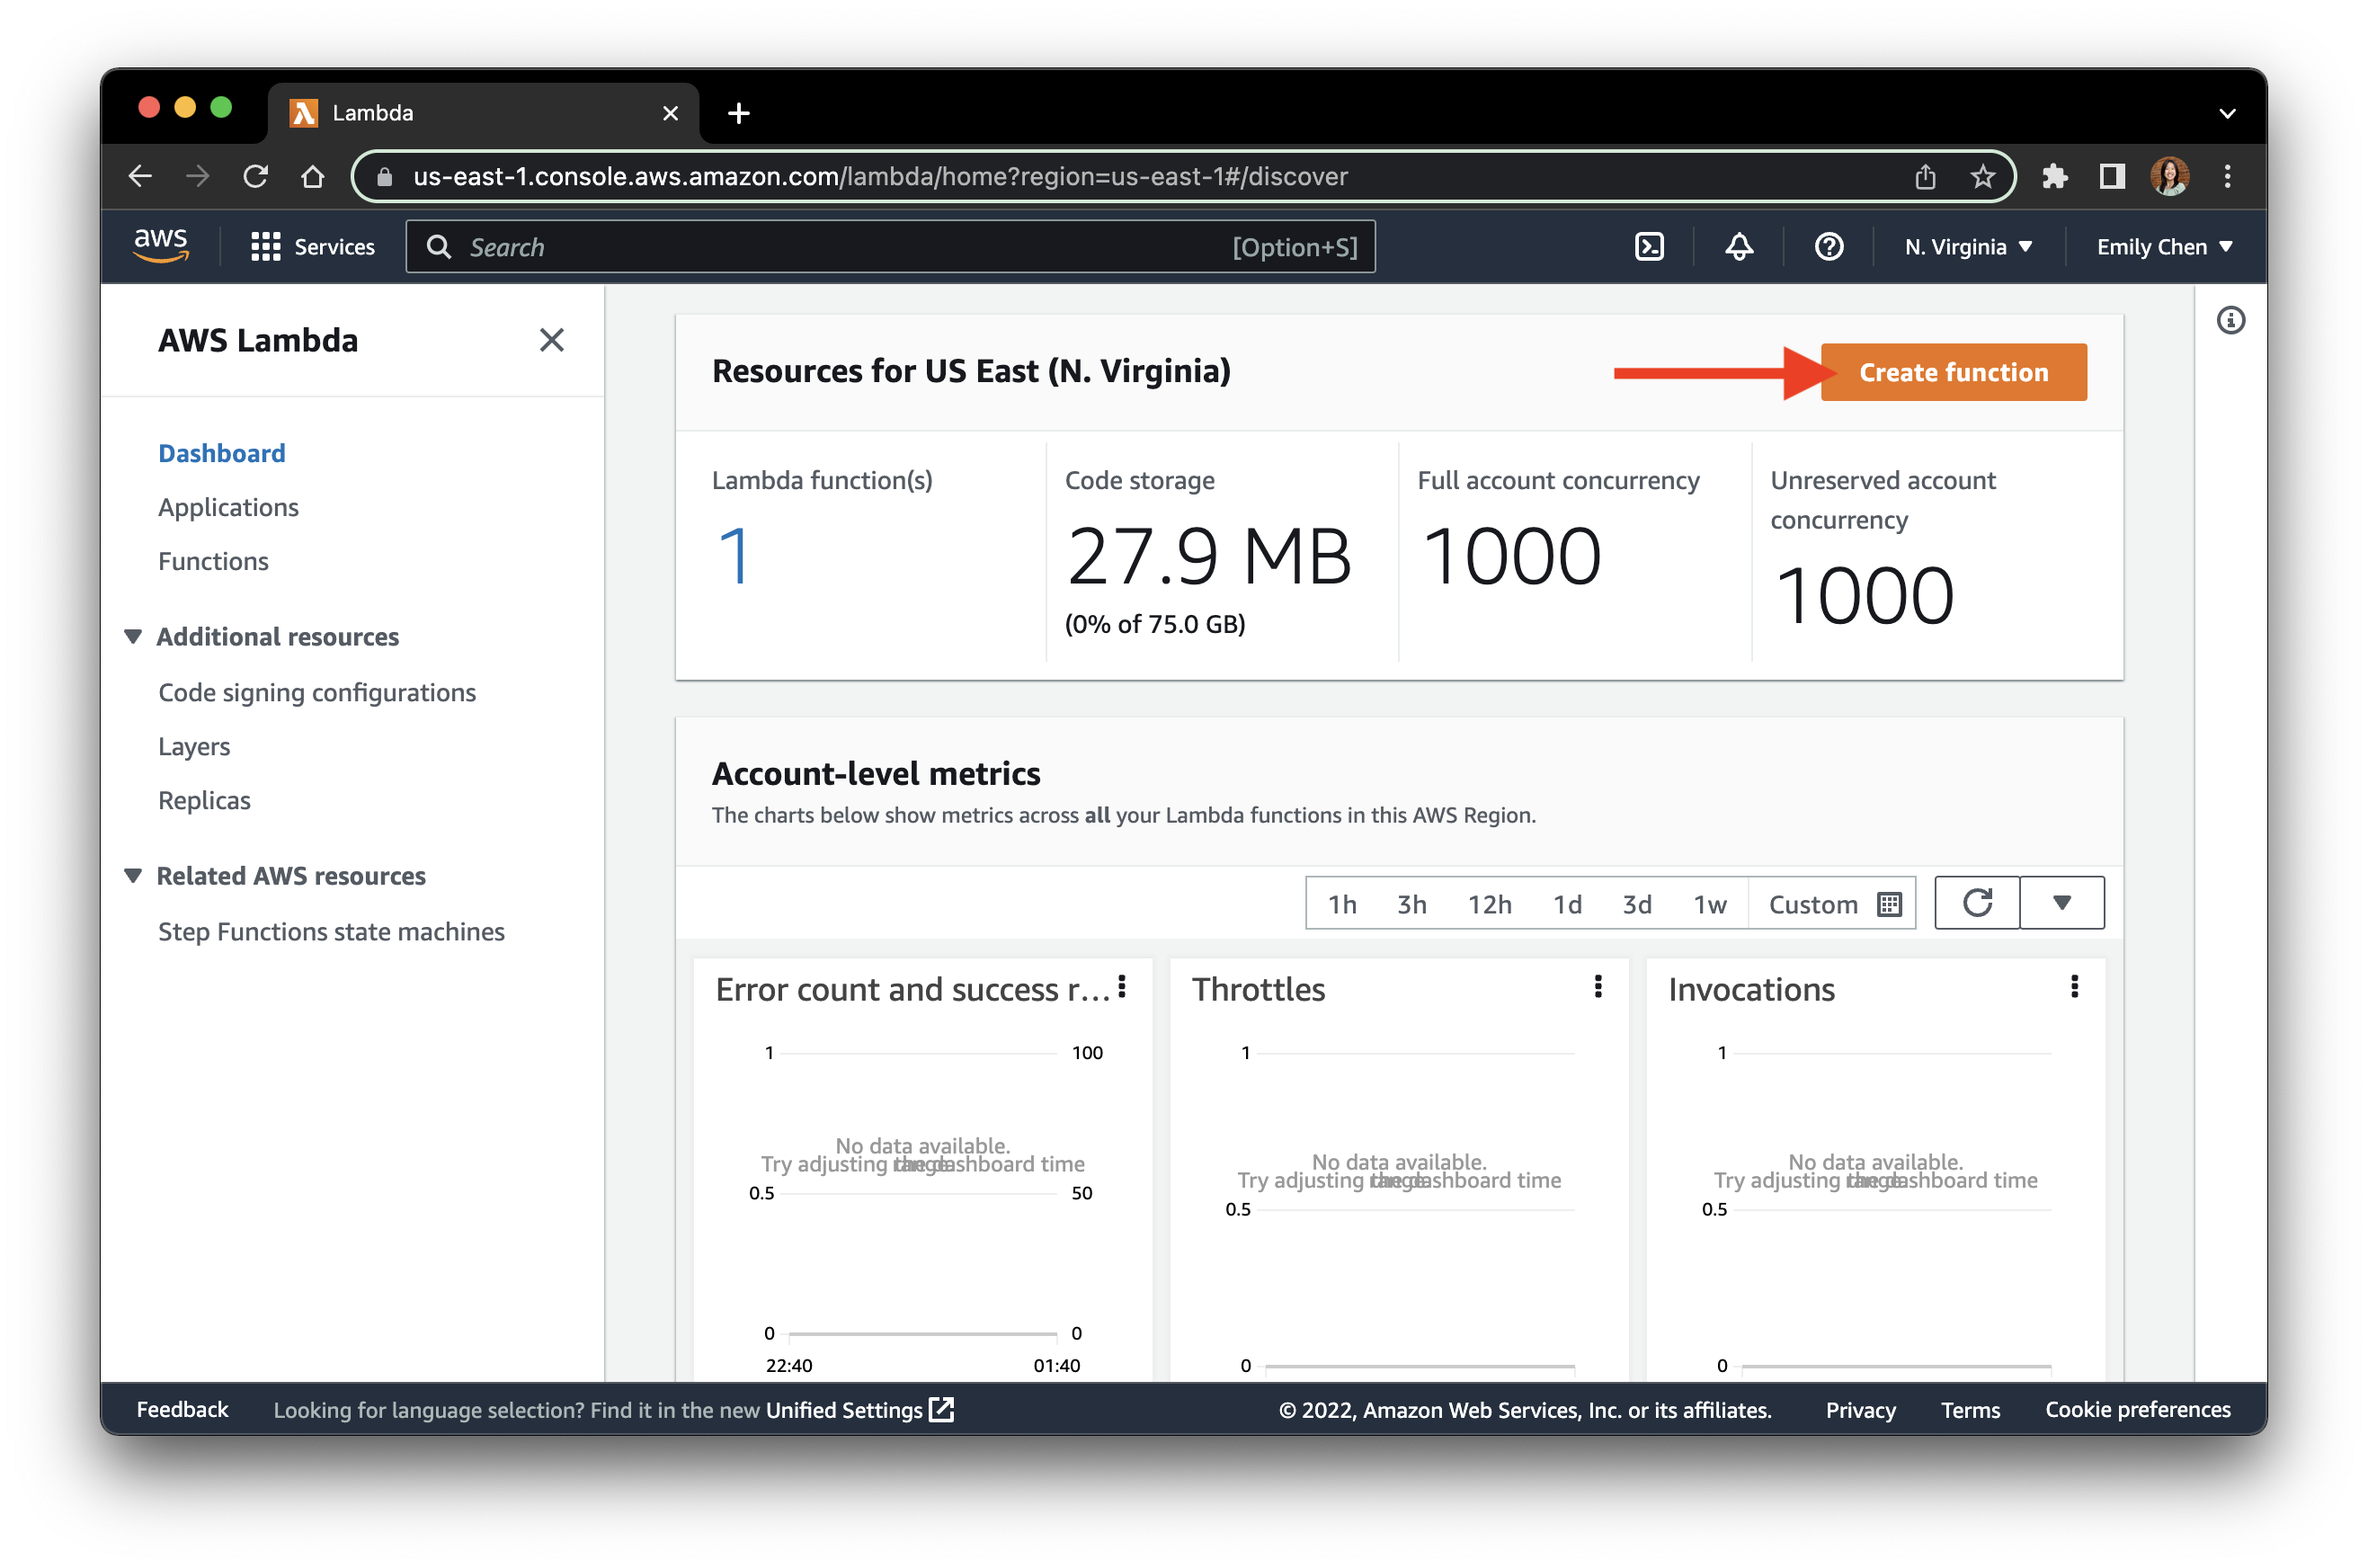 Lambda
us-east-1.console.aws.amazon.com/lambda/home?region=us-east-1#/discover
aws
Services
Search
[Option+S]
N. Virginia
Emily Chen
AWS Lambda
Dashboard
Applications
Functions
Additional resources
Code signing configurations
Layers
Replicas
Related AWS resources
Step Functions state machines
Resources for US East (N. Virginia)
Create function
Lambda function(s)
1
Code storage
27.9 MB
(0% of 75.0 GB)
Full account concurrency
1000
Unreserved account
concurrency
1000
Account-level metrics
The charts below show metrics across all your Lambda functions in this AWS Region.
1h 3h 12h 1d 3d 1w Custom
Error count and success r...
1
100
No data available.
Try adjusting the dashboard time
range.
0.5
50
0
0
22:40
01:40
Throttles
1
No data available.
Try adjusting the dashboard time
range.
0.5
0
Invocations
1
No data available.
Try adjusting the dashboard time
range.
0.5
0
Feedback
Looking for language selection? Find it in the new Unified Settings
© 2022, Amazon Web Services, Inc. or its affiliates.
Privacy
Terms
Cookie preferences